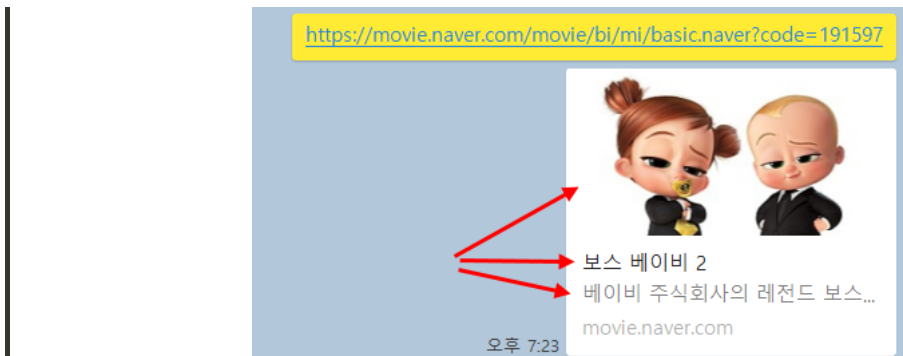 https://movie.naver.com/movie/bi/mi/basic.naver?code=191597
보스 베이비 2
베이비 주식회사의 레전드 보스...
movie.naver.com
오후 7:23